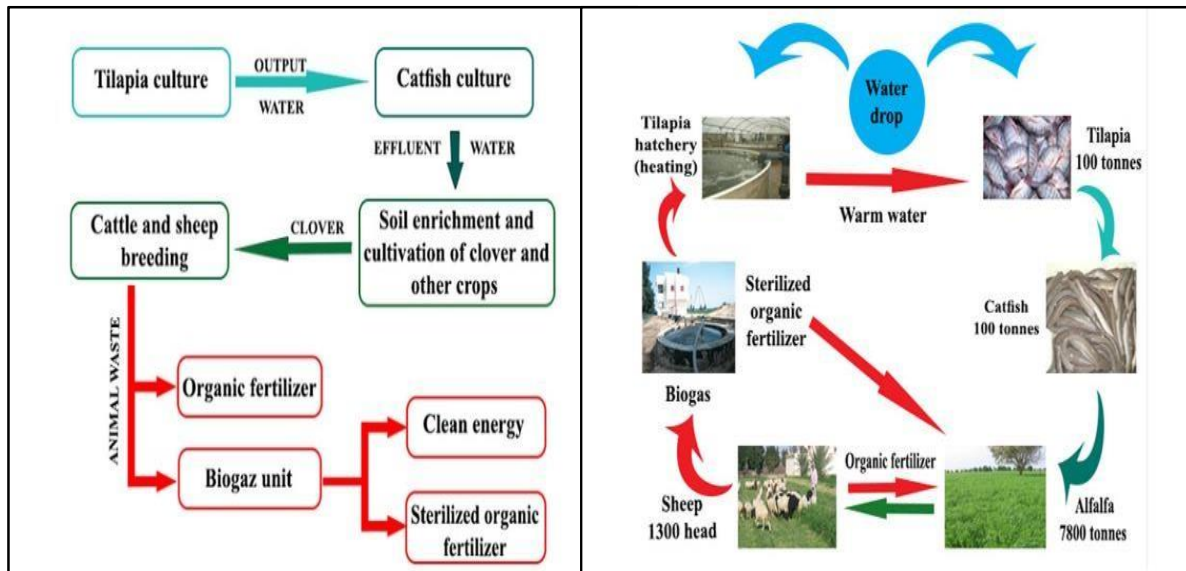 Tilapia culture
OUTPUT
WATER
Catfish culture
EFFLUENT WATER
Cattle and sheep
breeding
CLOVER
Soil enrichment and
cultivation of clover and
other crops
ANIMAL WASTE
Organic fertilizer
Clean energy
Biogaz unit
Sterilized organic
fertilizer
Water
drop
Tilapia
hatchery
(heating)
Warm water
Tilapia
100 tonnes
Sterilized
organic
fertilizer
Catfish
100 tonnes
Biogas
Organic fertilizer
Sheep
1300 head
Alfalfa
7800 tonnes